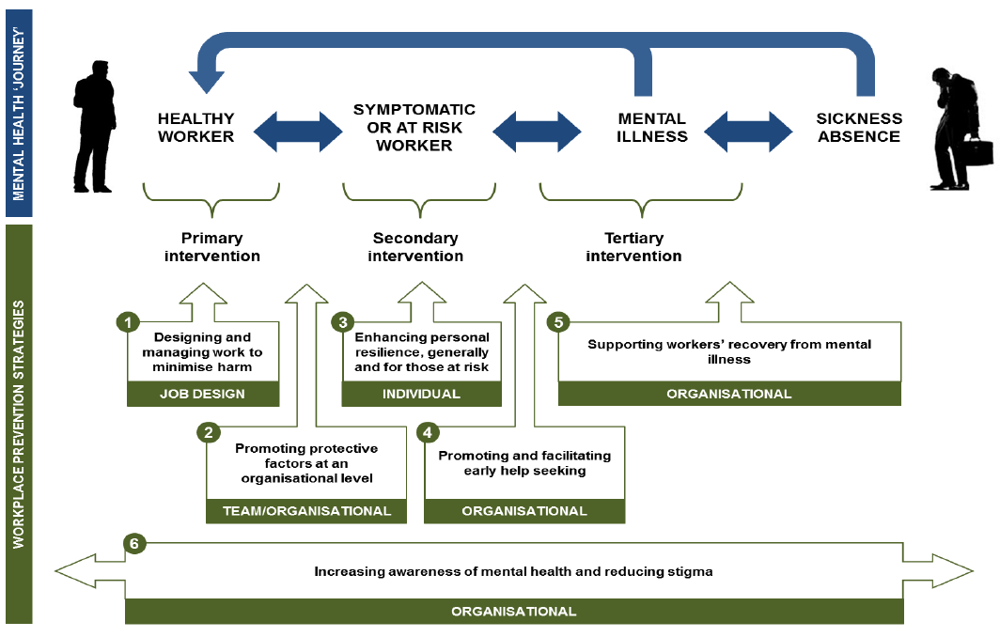 MENTAL HEALTH 'JOURNEY'
HEALTHY
WORKER
SYMPTOMATIC
OR AT RISK
WORKER
MENTAL
ILLNESS
SICKNESS
ABSENCE
WORKPLACE PREVENTION STRATEGIES
Primary
intervention
Secondary
intervention
Tertiary
intervention
1
Designing and
managing work to
minimise harm
JOB DESIGN
3
Enhancing personal
resilience, generally
and for those at risk
INDIVIDUAL
5
Supporting workers' recovery from mental
illness
ORGANISATIONAL
2
Promoting protective
factors at an
organisational level
TEAM/ORGANISATIONAL
4
Promoting and facilitating
early help seeking
ORGANISATIONAL
6
Increasing awareness of mental health and reducing stigma
ORGANISATIONAL